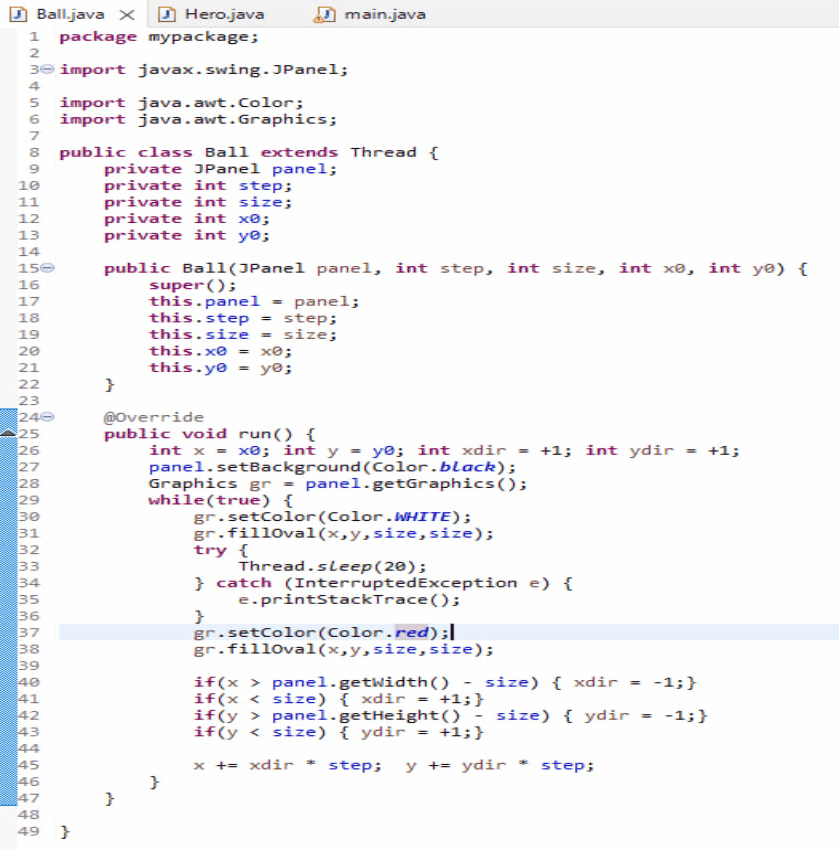 Ball.java Hero.java main.java
1 package mypackage;
2
3 import javax.swing.JPanel;
4
5 import java.awt.Color;
6 import java.awt.Graphics;
7
8 public class Ball extends Thread {
9 private JPanel panel;
10 private int step;
11 private int size;
12 private int x0;
13 private int y0;
14
15 public Ball(JPanel panel, int step, int size, int x0, int y0) {
16 super();
17 this.panel = panel;
18 this.step = step;
19 this.size = size;
20 this.x0 = x0;
21 this.y0 = y0;
22 }
23
24 @Override
25 public void run() {
26 int x = x0; int y = y0; int xdir = +1; int ydir = +1;
27 panel.setBackground(Color.black);
28 Graphics gr = panel.getGraphics();
29 while(true) {
30 gr.setColor(Color.WHITE);
31 gr.fillOval(x,y,size,size);
32 try {
33 Thread.sleep(20);
34 } catch (InterruptedException e) {
35 e.printStackTrace();
36 }
37 gr.setColor(Color.red);
38 gr.fillOval(x,y,size,size);
39
40 if(x > panel.getWidth() - size) { xdir = -1;}
41 if(x < size) { xdir = +1;}
42 if(y > panel.getHeight() - size) { ydir = -1;}
43 if(y < size) { ydir = +1;}
44
45 x += xdir * step; y += ydir * step;
46 }
47 }
48
49 }